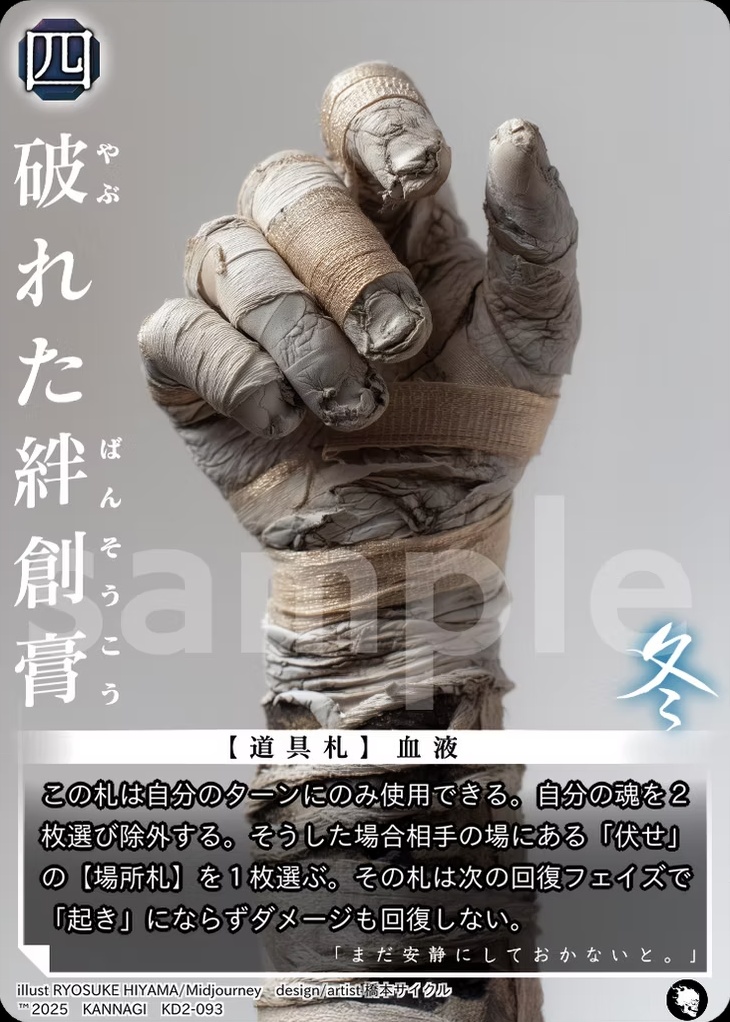 四
破れた絆創膏
やぶ
ばんそうこう
sample
冬
【道具札】血液
この札は自分のターンにのみ使用できる。自分の魂を２
枚選び除外する。そうした場合相手の場にある「伏せ」
の【場所札】を１枚選ぶ。その札は次の回復フェイズで
「起き」にならずダメージも回復しない。
「まだ安静にしておかないと。」
illust RYOSUKE HIYAMA/Midjourney design/artist 橋本サイクル
™2025 KANNAGI KD2-093